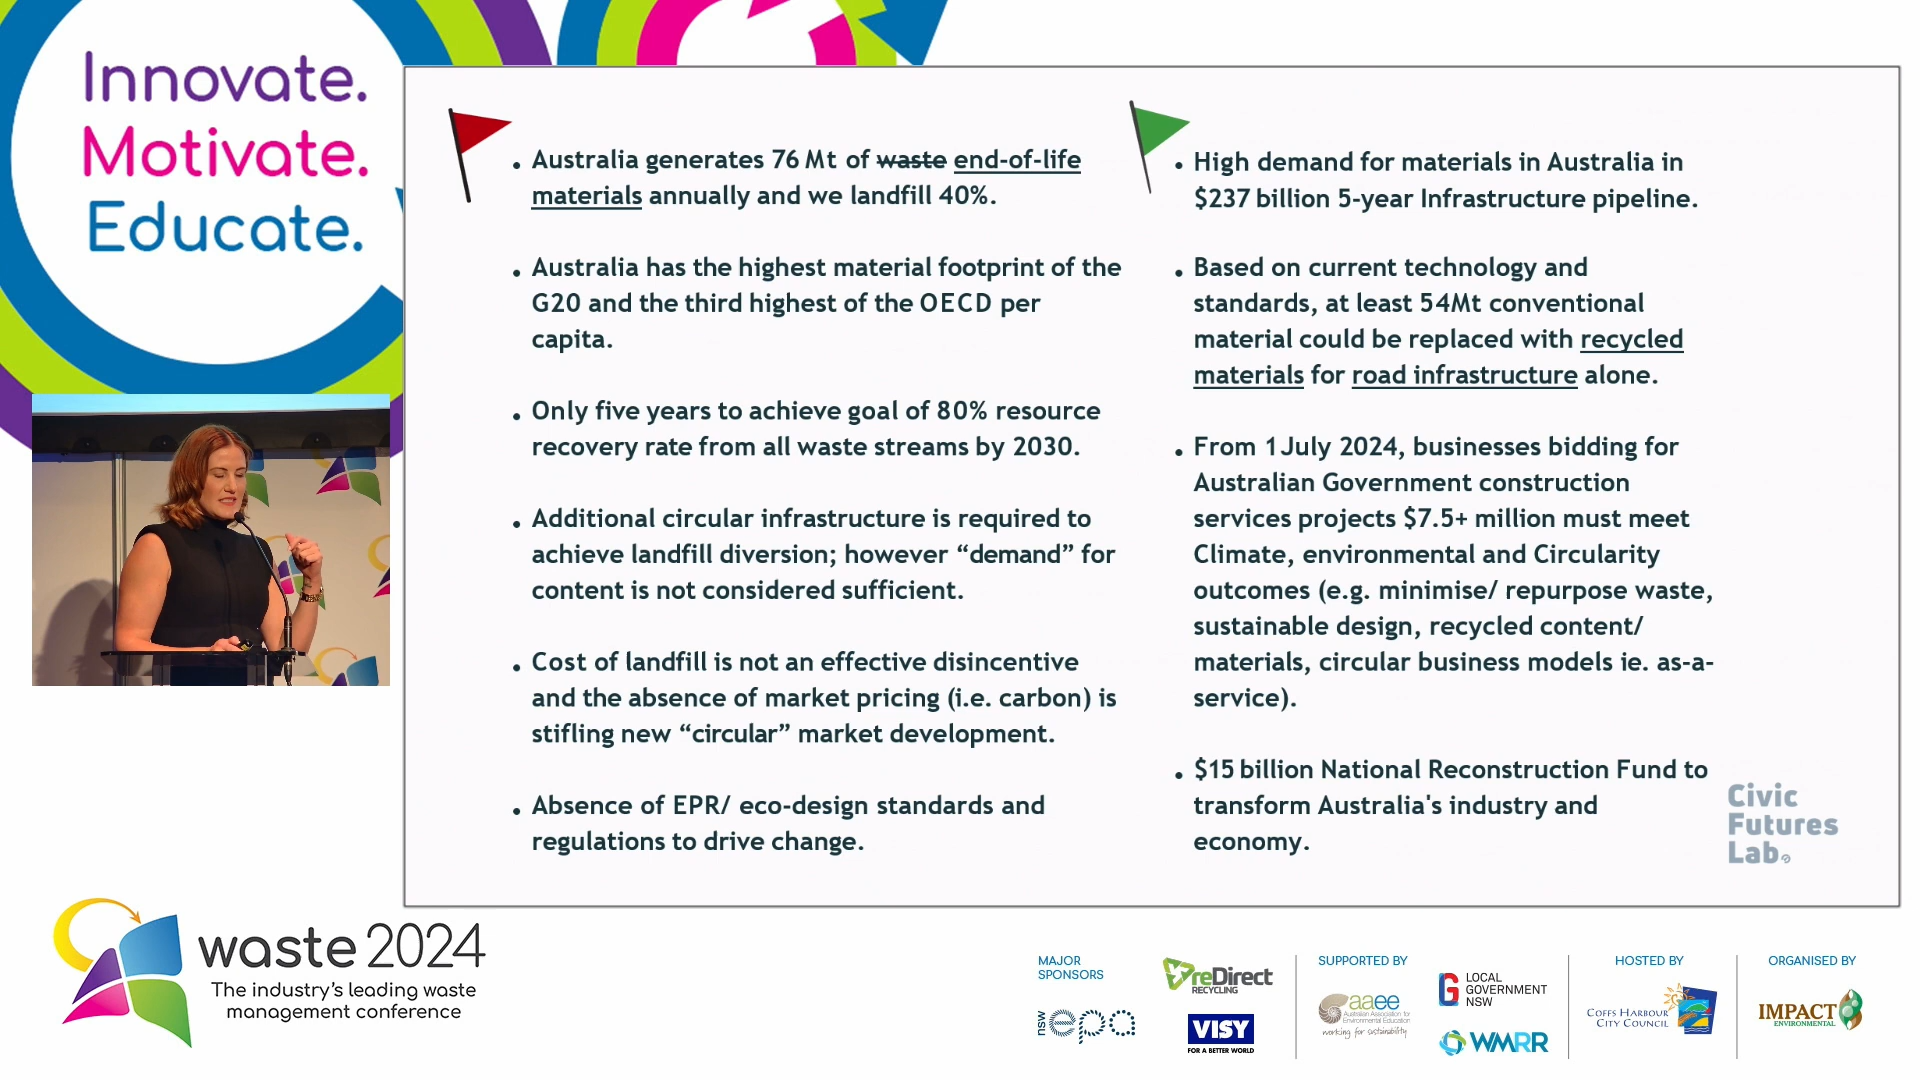 Innovate.
Motivate.
Educate.
• Australia generates 76 Mt of waste end-of-life
materials annually and we landfill 40%.
• Australia has the highest material footprint of the
G20 and the third highest of the OECD per
capita.
• Only five years to achieve goal of 80% resource
recovery rate from all waste streams by 2030.
• Additional circular infrastructure is required to
achieve landfill diversion; however “demand” for
content is not considered sufficient.
• Cost of landfill is not an effective disincentive
and the absence of market pricing (i.e. carbon) is
stifling new “circular” market development.
• Absence of EPR/ eco-design standards and
regulations to drive change.
• High demand for materials in Australia in
$237 billion 5-year Infrastructure pipeline.
• Based on current technology and
standards, at least 54Mt conventional
material could be replaced with recycled
materials for road infrastructure alone.
• From 1 July 2024, businesses bidding for
Australian Government construction
services projects $7.5+ million must meet
Climate, environmental and Circularity
outcomes (e.g. minimise/ repurpose waste,
sustainable design, recycled content/
materials, circular business models ie. as-a-
service).
• $15 billion National Reconstruction Fund to
transform Australia's industry and
economy.
Civic
Futures
Lab
waste 2024
The industry’s leading waste
management conference
MAJOR
SPONSORS
nsw epa
reDirect
RECYCLING
VISY
FOR A BETTER WORLD
SUPPORTED BY
aaee
Australian Association for
Environmental Education
working for sustainability
LOCAL
GOVERNMENT
NSW
WMRR
HOSTED BY
COFFS HARBOUR
CITY COUNCIL
ORGANISED BY
IMPACT
ENVIRONMENTAL